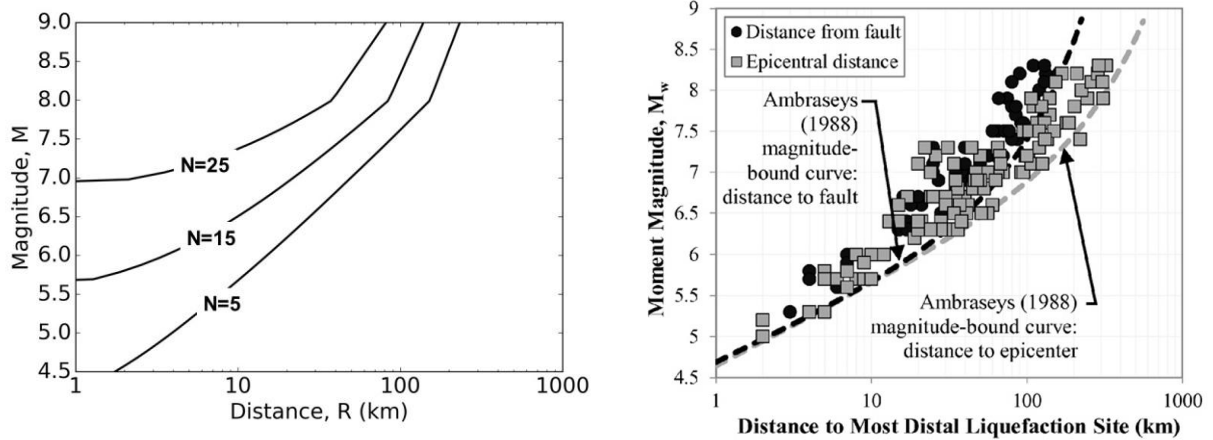 9.0
8.5
8.0
7.5
7.0
6.5
6.0
5.5
5.0
4.5
Magnitude, M
N=25
N=15
N=5
1
10
100
1000
Distance, R (km)
9
8.5
8
7.5
7
6.5
6
5.5
5
4.5
Moment Magnitude, Mw
Distance from fault
Epicentral distance
Ambraseys
(1988)
magnitude-
bound curve:
distance to fault
Ambraseys (1988)
magnitude-bound curve:
distance to epicenter
1
10
100
1000
Distance to Most Distal Liquefaction Site (km)